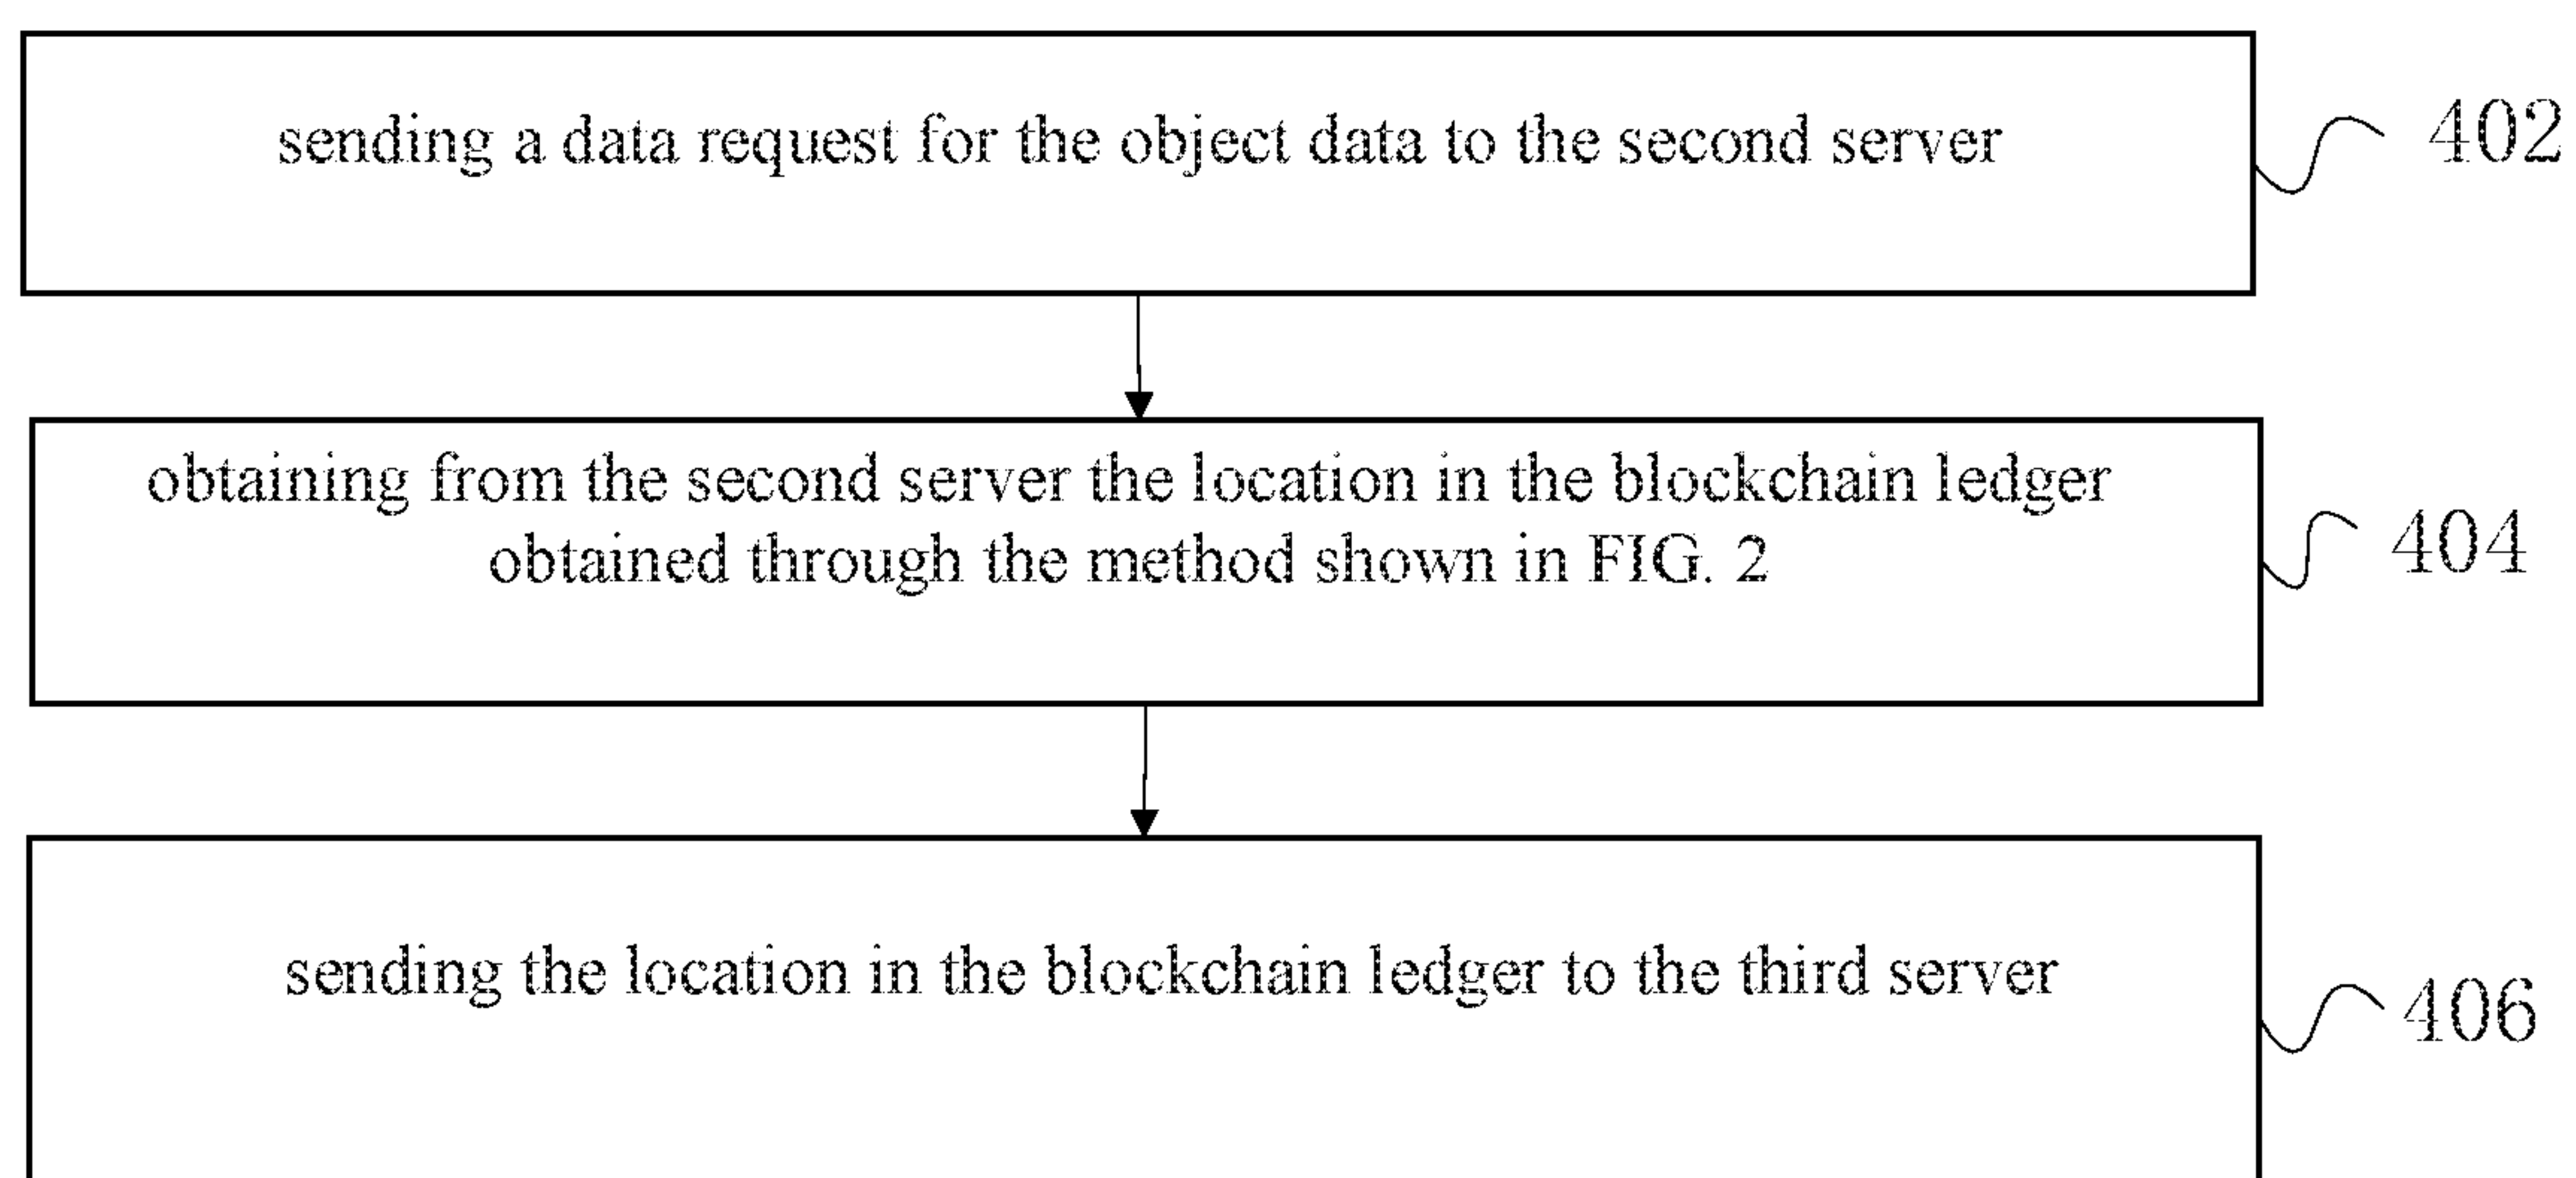 sending a data request for the object data to the second server
402
obtaining from the second server the location in the blockchain ledger
obtained through the method shown in FIG. 2
404
sending the location in the blockchain ledger to the third server
406